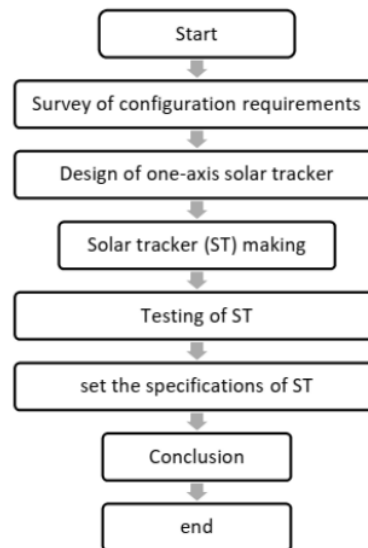 Start
Survey of configuration requirements
Design of one-axis solar tracker
Solar tracker (ST) making
Testing of ST
set the specifications of ST
Conclusion
end